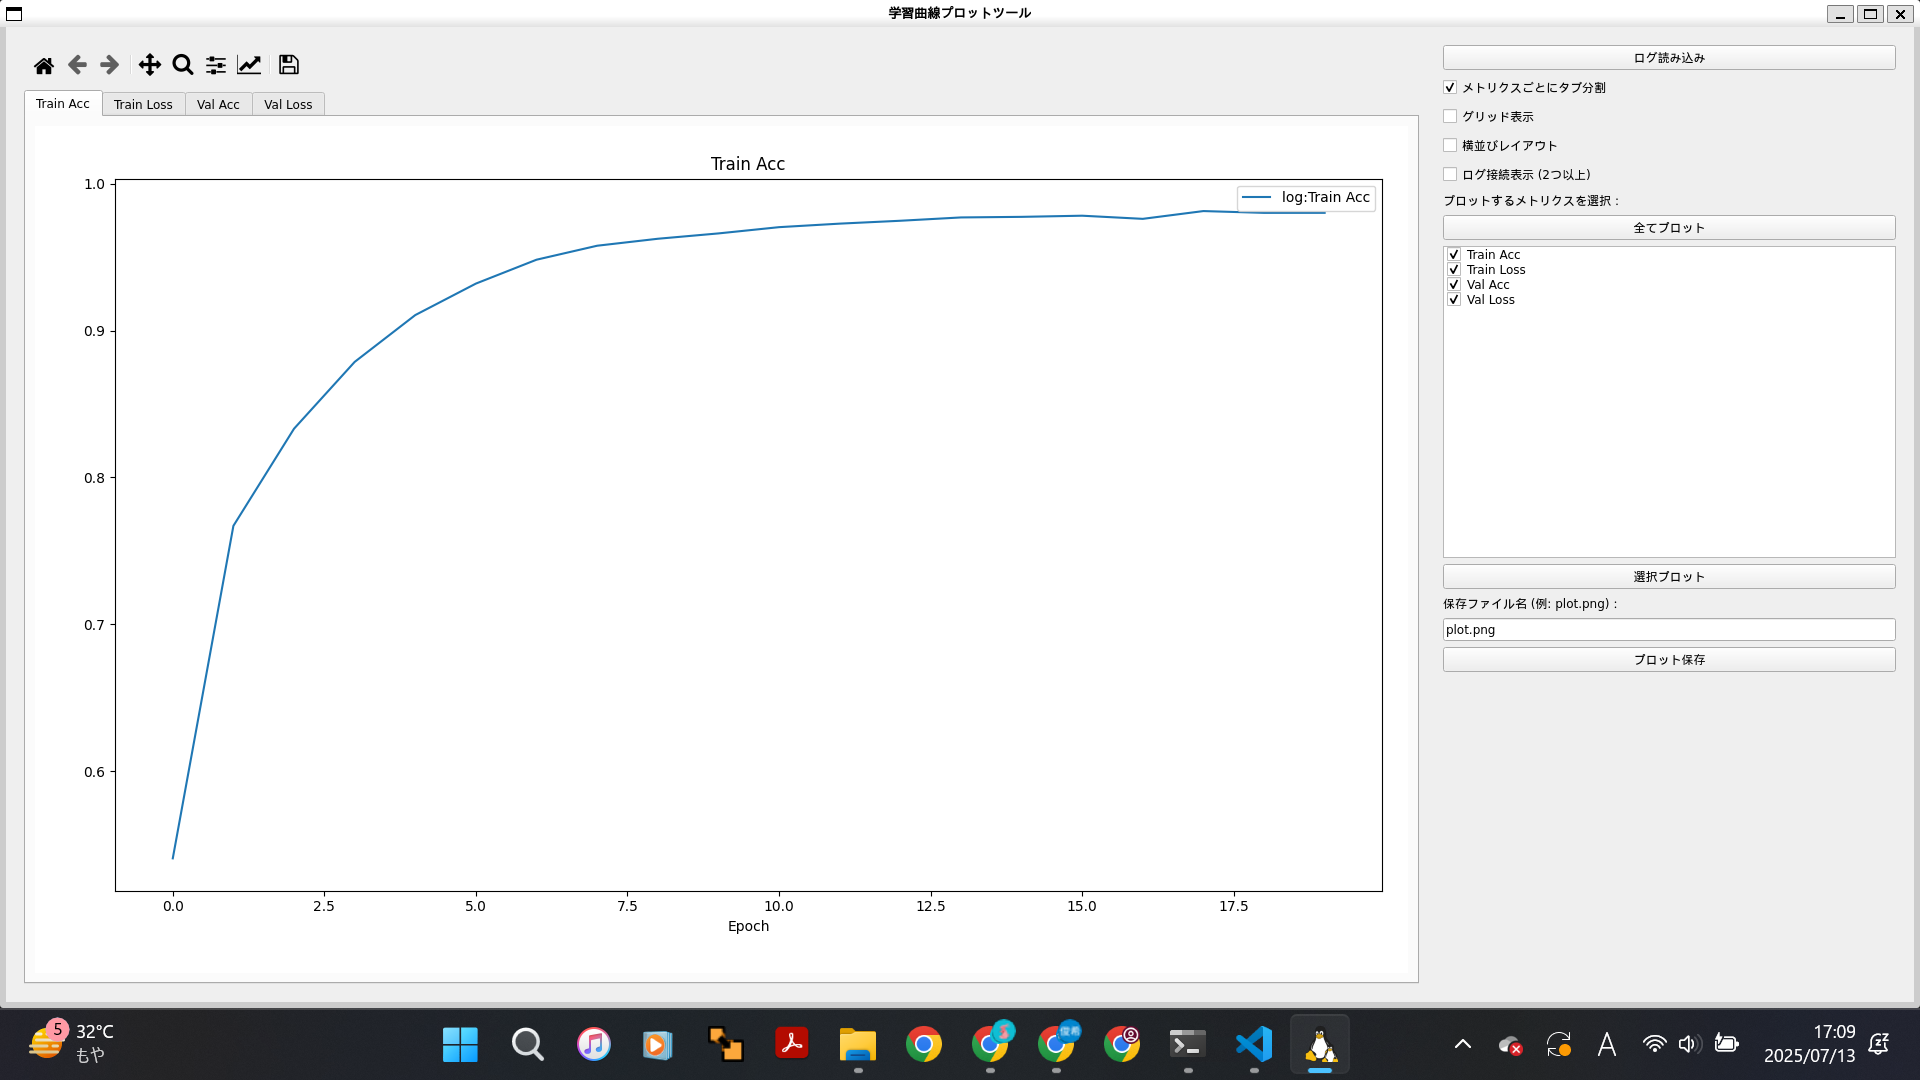 学習曲線プロットツール
Train Acc
Train Loss
Val Acc
Val Loss
Train Acc
log:Train Acc
1.0
0.9
0.8
0.7
0.6
0.0
2.5
5.0
7.5
10.0
12.5
15.0
17.5
Epoch
ログ読み込み
メトリクスごとにタブ分割
グリッド表示
横並びレイアウト
ログ接続表示 (2つ以上)
プロットするメトリクスを選択 :
全てプロット
Train Acc
Train Loss
Val Acc
Val Loss
選択プロット
保存ファイル名 (例: plot.png) :
plot.png
プロット保存
5
32°C
もや
俊希
A
17:09
2025/07/13